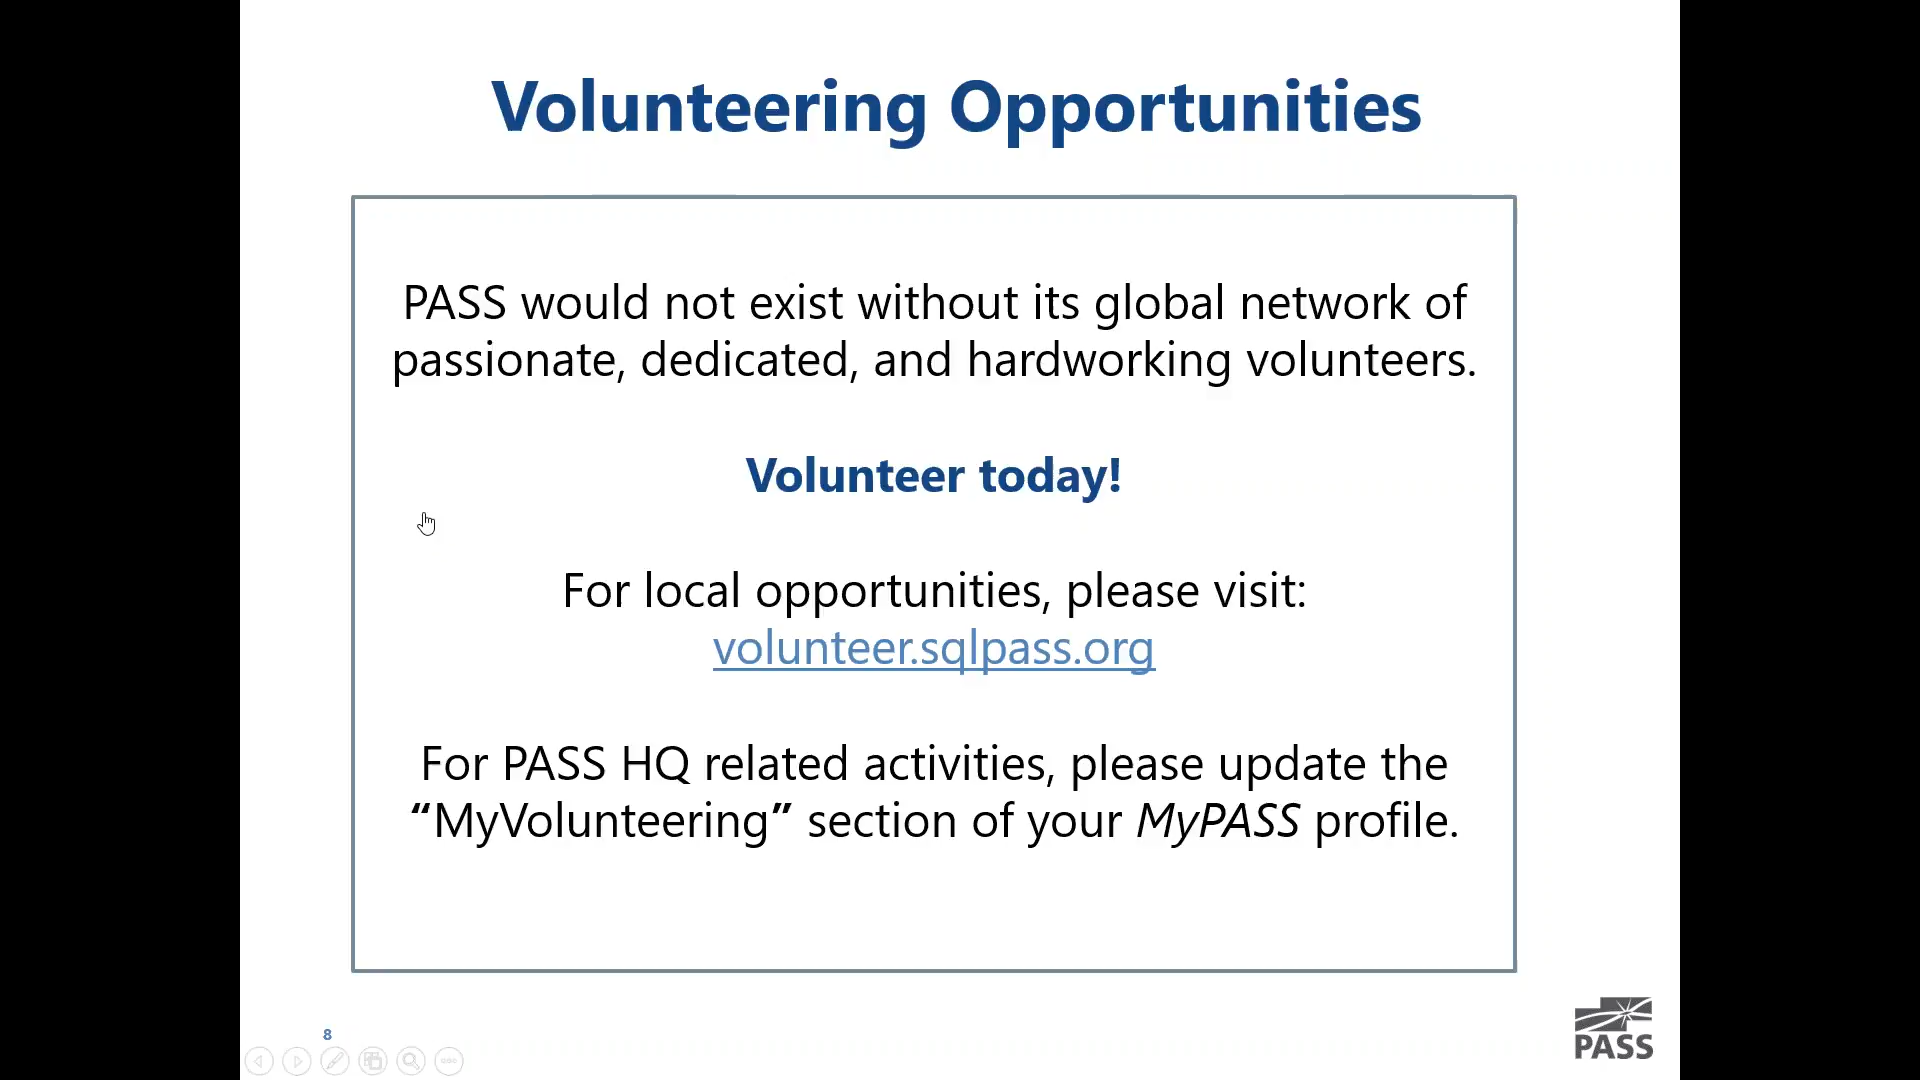 Volunteering Opportunities
PASS would not exist without its global network of
passionate, dedicated, and hardworking volunteers.
Volunteer today!
For local opportunities, please visit:
volunteer.sqlpass.org
For PASS HQ related activities, please update the
“MyVolunteering” section of your MyPASS profile.
8
PASS